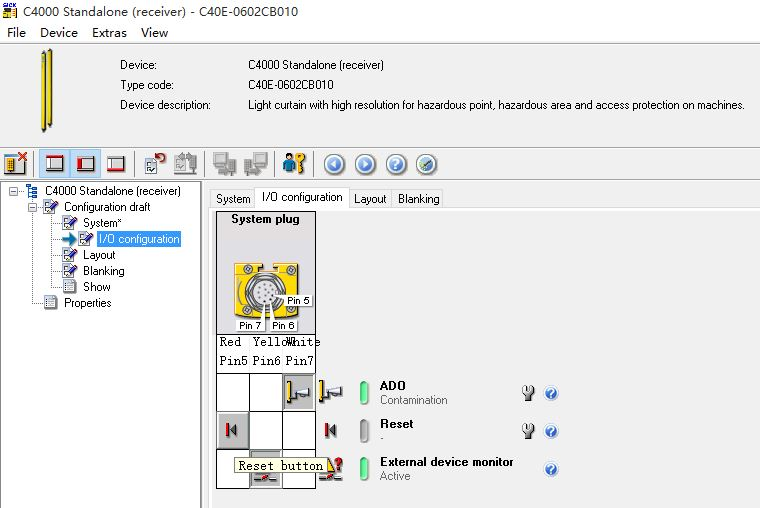 SICK C4000 Standalone (receiver) - C40E-0602CB010
File Device Extras View
Device: C4000 Standalone (receiver)
Type code: C40E-0602CB010
Device description: Light curtain with high resolution for hazardous point, hazardous area and access protection on machines.
C4000 Standalone (receiver)
Configuration draft
System*
I/O configuration
Layout
Blanking
Show
Properties
System I/O configuration Layout Blanking
System plug
Pin 5
Pin 7 Pin 6
Red Yellow White
Pin5 Pin6 Pin7
ADO
Contamination
Reset
-
Reset button
External device monitor
Active